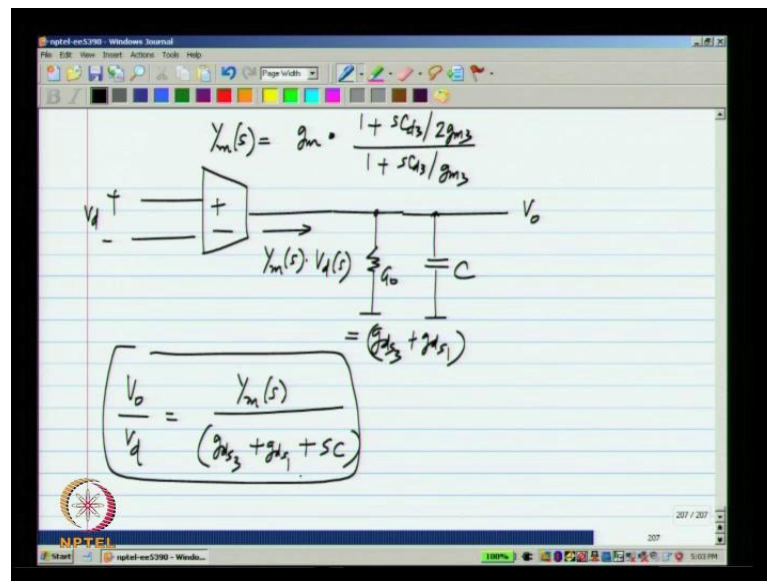 nptel-ee5390 - Windows Journal
File Edit View Insert Actions Tools Help
Page Width
B I
Ym(s) = gm · (1 + sCd3/2gm3) / (1 + sCd3/gm3)
Vd + + Vo
- -
Ym(s)·Vd(s) Go C
= (gds3 + gds1)
Vo/Vd = Ym(s) / (gds3 + gds1 + sC)
207 / 207
NPTEL 207
Start nptel-ee5390 - Windo... 100% 5:03 PM